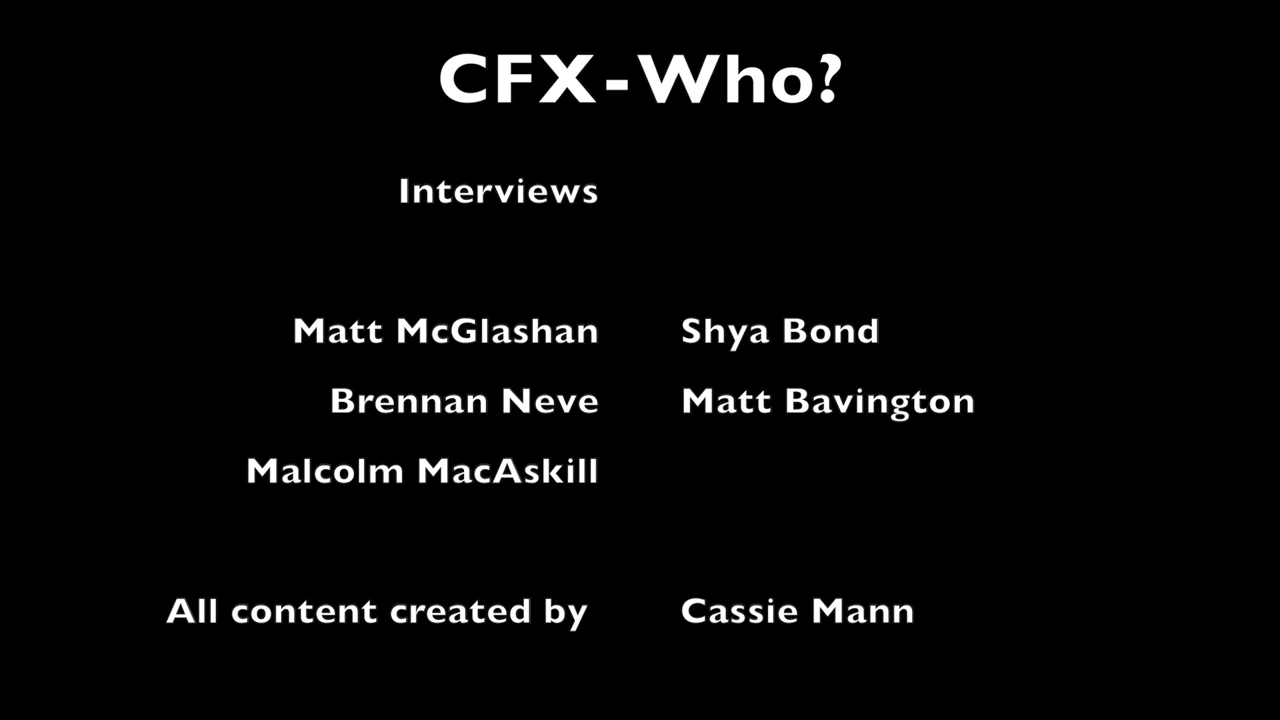 CFX-Who?
Interviews
Matt McGlashan Shya Bond
Brennan Neve Matt Bavington
Malcolm MacAskill
All content created by Cassie Mann